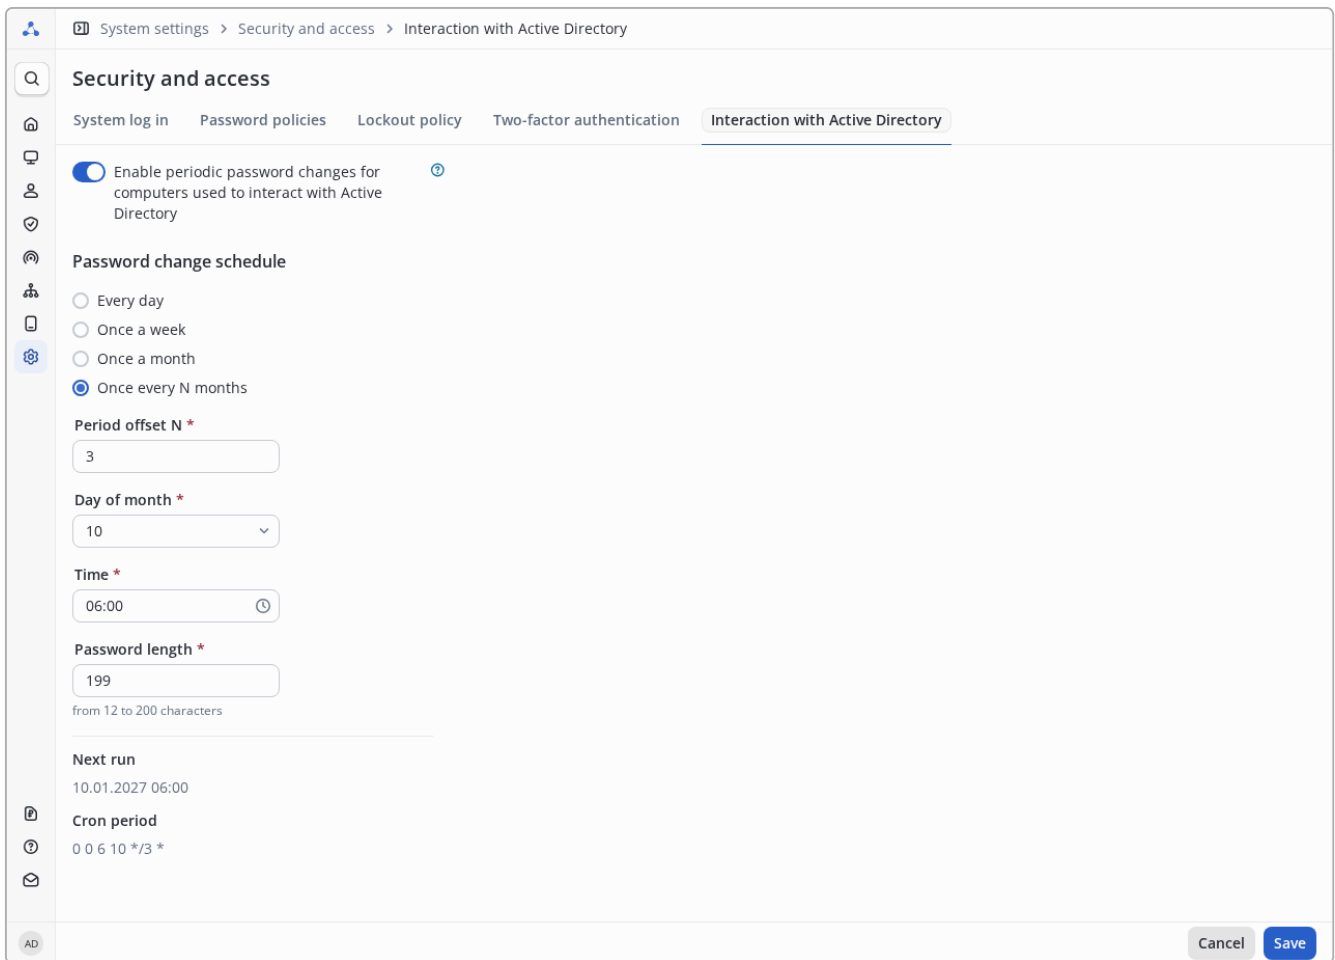 System settings > Security and access > Interaction with Active Directory
Security and access
System log in
Password policies
Lockout policy
Two-factor authentication
Interaction with Active Directory
Enable periodic password changes for
computers used to interact with Active
Directory
Password change schedule
Every day
Once a week
Once a month
Once every N months
Period offset N *
3
Day of month *
10
Time *
06:00
Password length *
199
from 12 to 200 characters
Next run
10.01.2027 06:00
Cron period
0 0 6 10 */3 *
AD
Cancel
Save